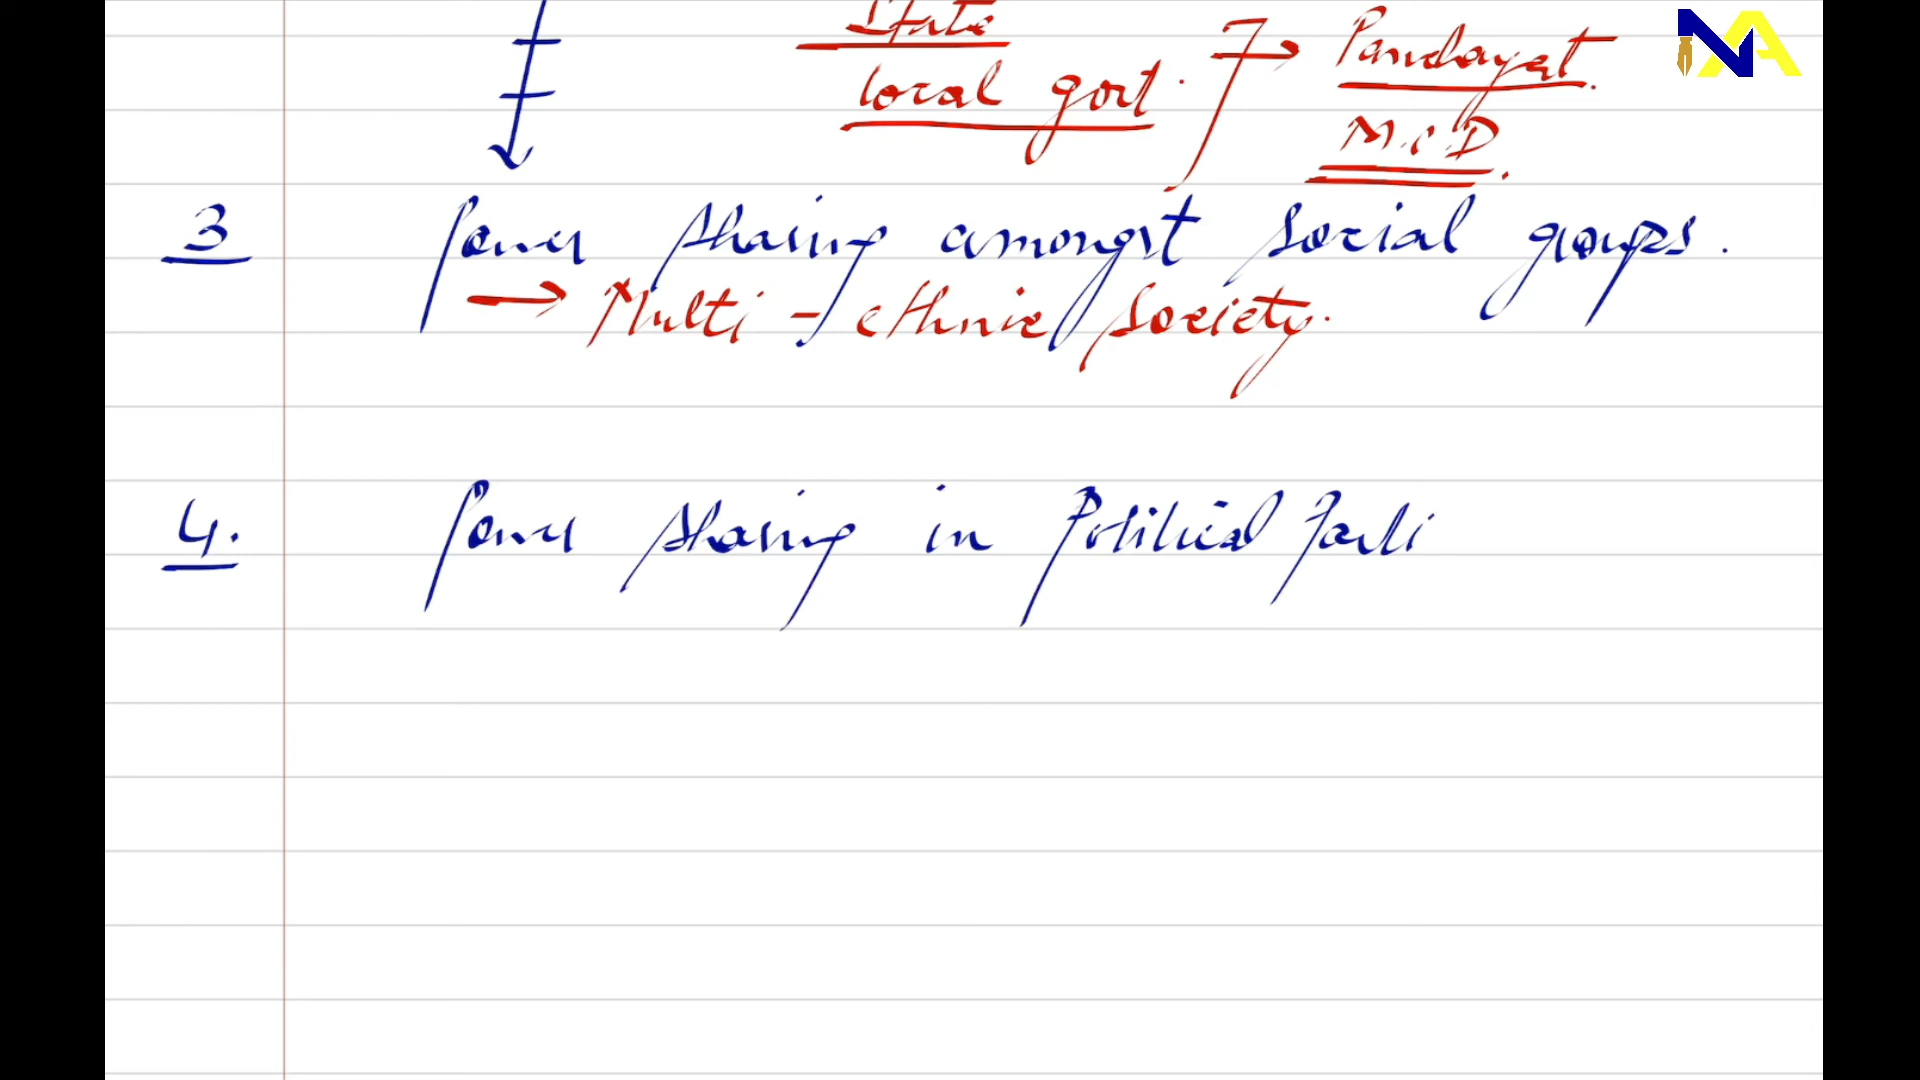 State
local govt. → Panchayat.
M.C.D.
3 Power sharing amongst social groups.
→ Multi-ethnic society.
4. Power sharing in Political Parti
NA